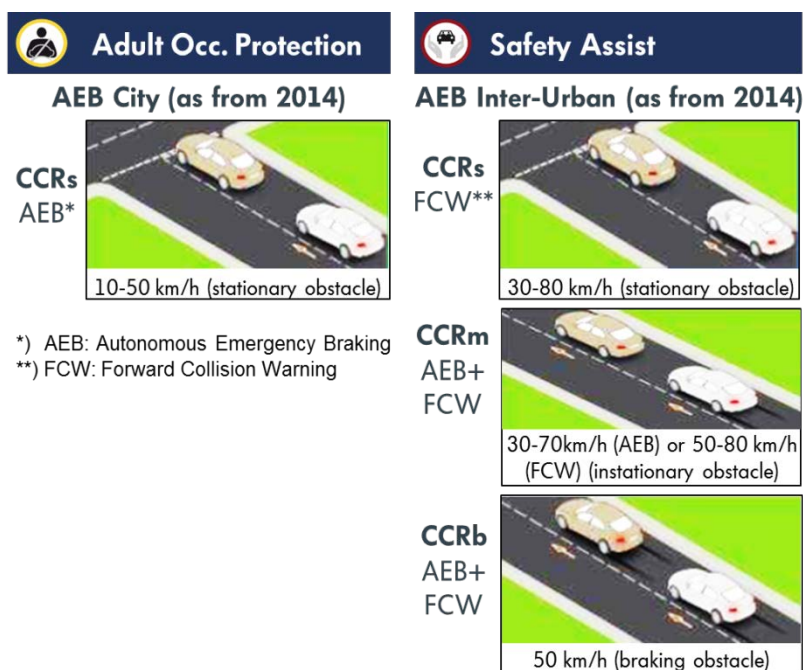 Adult Occ. Protection
AEB City (as from 2014)
CCRs
AEB*
10-50 km/h (stationary obstacle)
*) AEB: Autonomous Emergency Braking
**) FCW: Forward Collision Warning
Safety Assist
AEB Inter-Urban (as from 2014)
CCRs
FCW**
30-80 km/h (stationary obstacle)
CCRm
AEB+
FCW
30-70km/h (AEB) or 50-80 km/h
(FCW) (instationary obstacle)
CCRb
AEB+
FCW
50 km/h (braking obstacle)